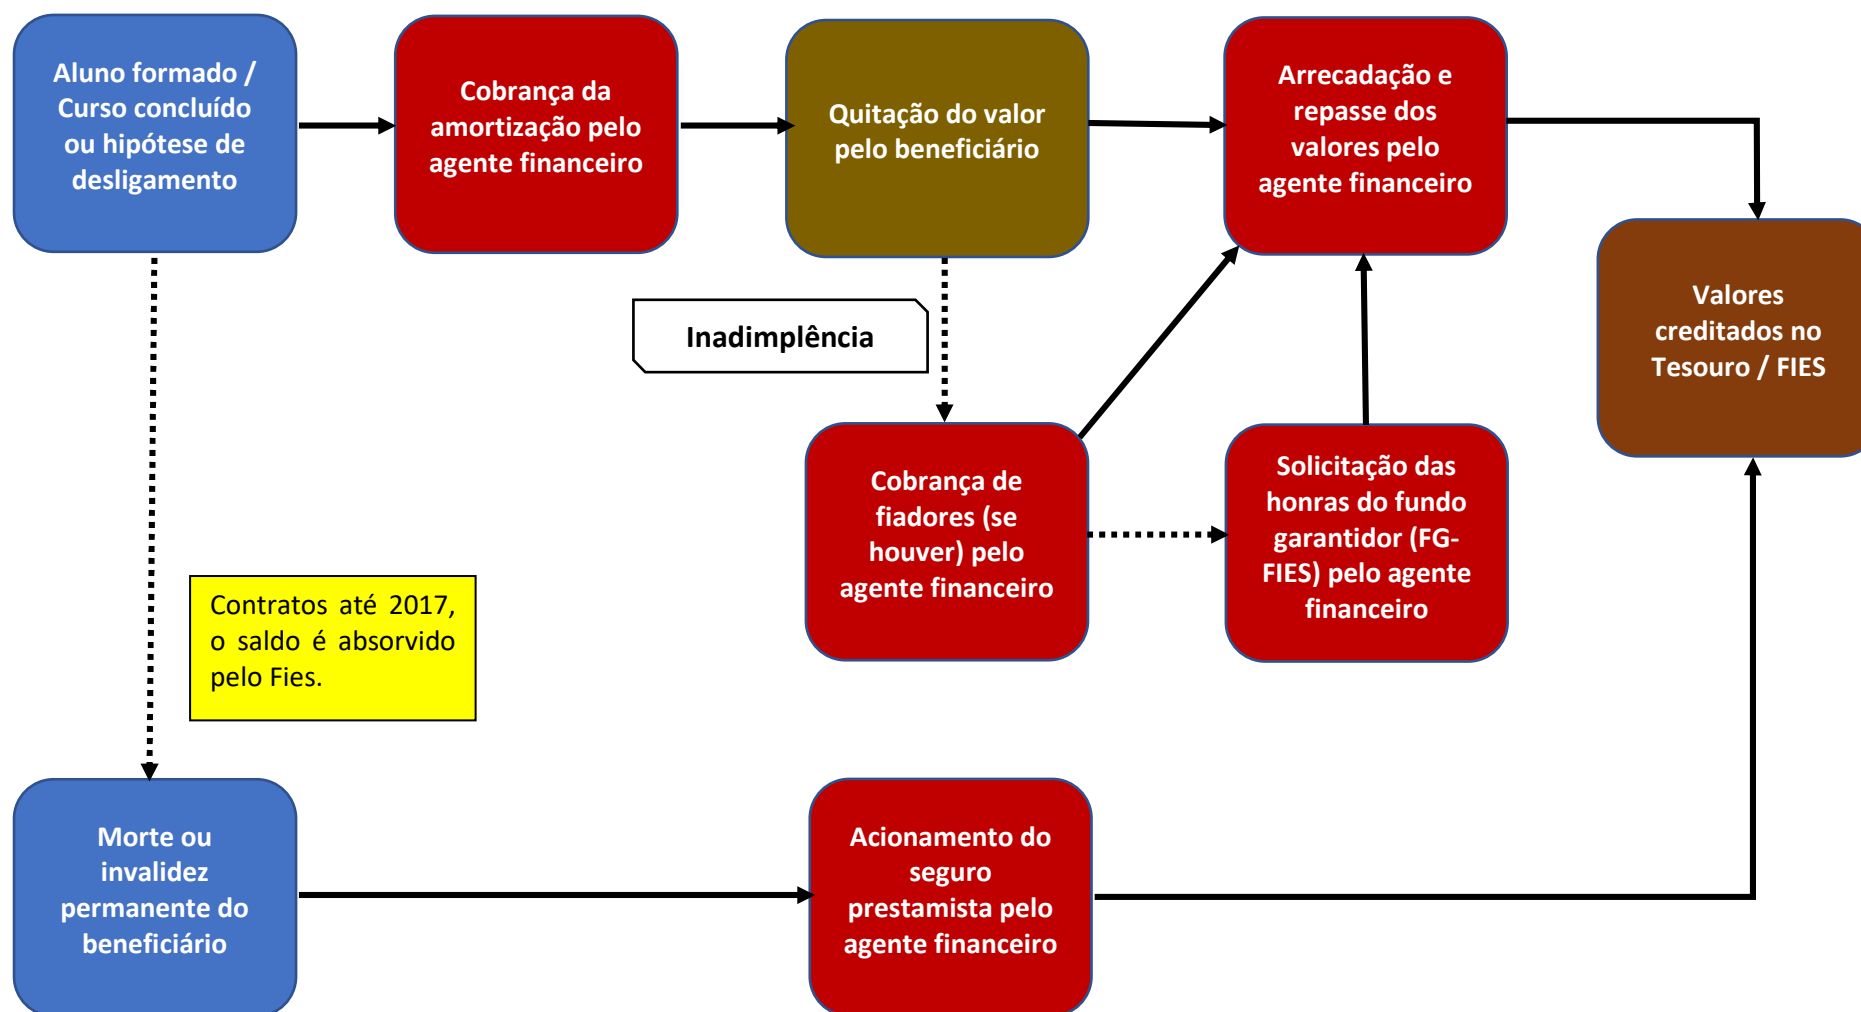 Aluno formado /
Curso concluído
ou hipótese de
desligamento
Cobrança da
amortização pelo
agente financeiro
Quitação do valor
pelo beneficiário
Arrecadação e
repasse dos
valores pelo
agente financeiro
Valores
creditados no
Tesouro / FIES
Inadimplência
Cobrança de
fiadores (se
houver) pelo
agente financeiro
Solicitação das
honras do fundo
garantidor (FG-
FIES) pelo agente
financeiro
Contratos até 2017,
o saldo é absorvido
pelo Fies.
Morte ou
invalidez
permanente do
beneficiário
Acionamento do
seguro
prestamista pelo
agente financeiro